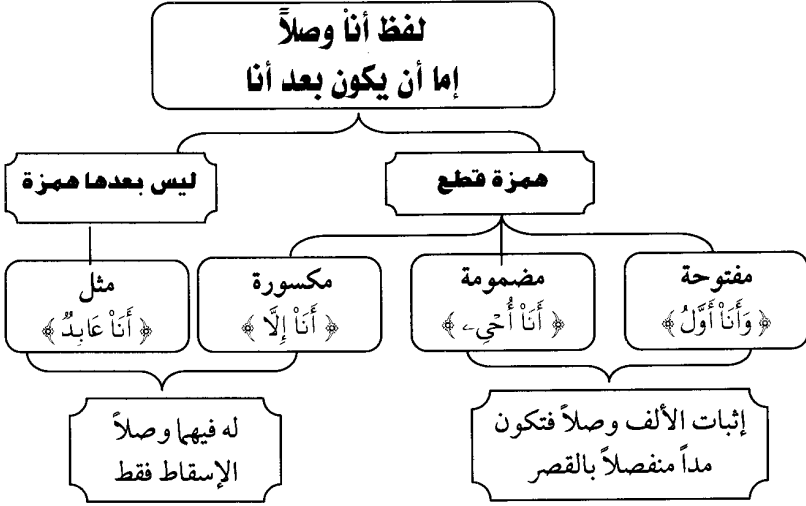 لفظ أناْ وصلاً
إما أن يكون بعد أنا
همزة قطع
ليس بعدها همزة
مفتوحة
﴿ وَأَنَا۠ أَوَّلُ ﴾
مضمومة
﴿ أَنَا۠ أُحْيِۦ ﴾
مكسورة
﴿ أَنَا۠ إِلَّا ﴾
مثل
﴿ أَنَا۠ عَابِدٌ ﴾
إثبات الألف وصلاً فتكون
مداً منفصلاً بالقصر
له فيهما وصلاً
الإسقاط فقط